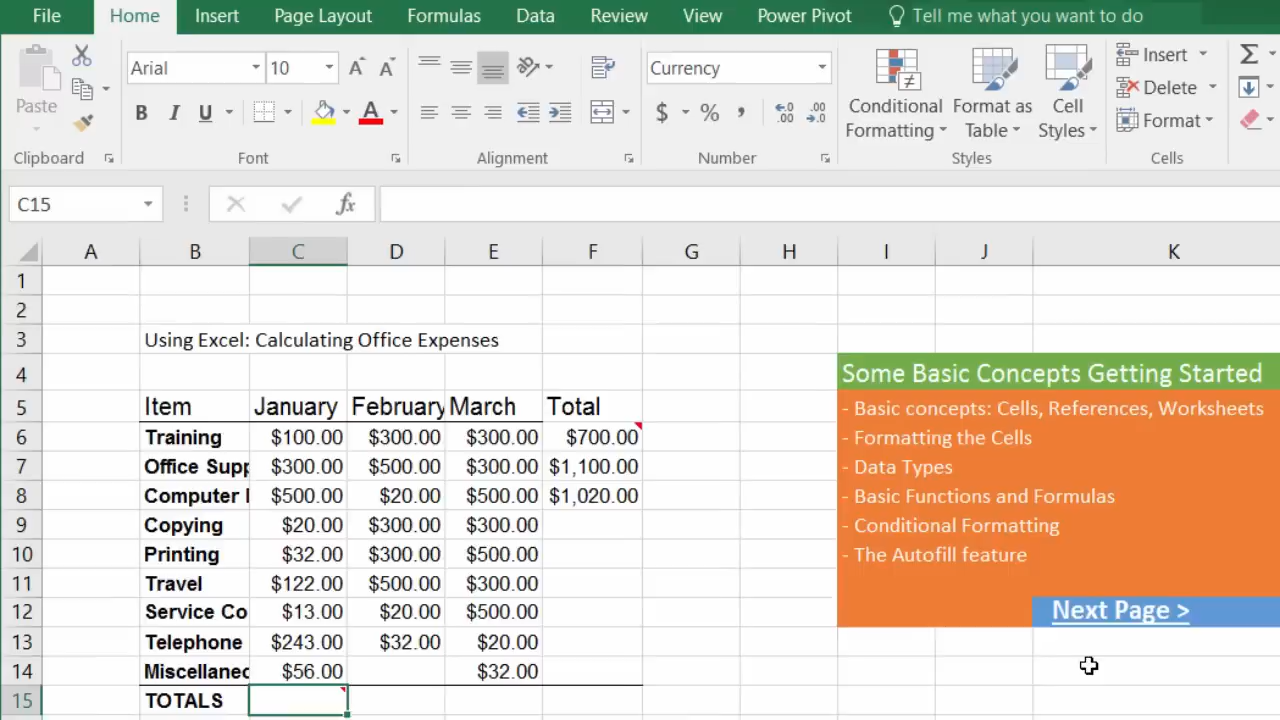 File Home Insert Page Layout Formulas Data Review View Power Pivot Tell me what you want to do
Paste Arial 10 A A Currency Conditional Formatting Format as Table Cell Styles Insert Σ
B I U A $ % , .0 .00 .00 .0 Delete
Format
Clipboard Font Alignment Number Styles Cells
C15 fx
A B C D E F G H I J K
1
2
3 Using Excel: Calculating Office Expenses
4 Some Basic Concepts Getting Started
5 Item January February March Total - Basic concepts: Cells, References, Worksheets
6 Training $100.00 $300.00 $300.00 $700.00 - Formatting the Cells
7 Office Supp $300.00 $500.00 $300.00 $1,100.00 - Data Types
8 Computer $500.00 $20.00 $500.00 $1,020.00 - Basic Functions and Formulas
9 Copying $20.00 $300.00 $300.00 - Conditional Formatting
10 Printing $32.00 $300.00 $500.00 - The Autofill feature
11 Travel $122.00 $500.00 $300.00
12 Service Co $13.00 $20.00 $500.00 Next Page >
13 Telephone $243.00 $32.00 $20.00
14 Miscellanec $56.00 $32.00
15 TOTALS